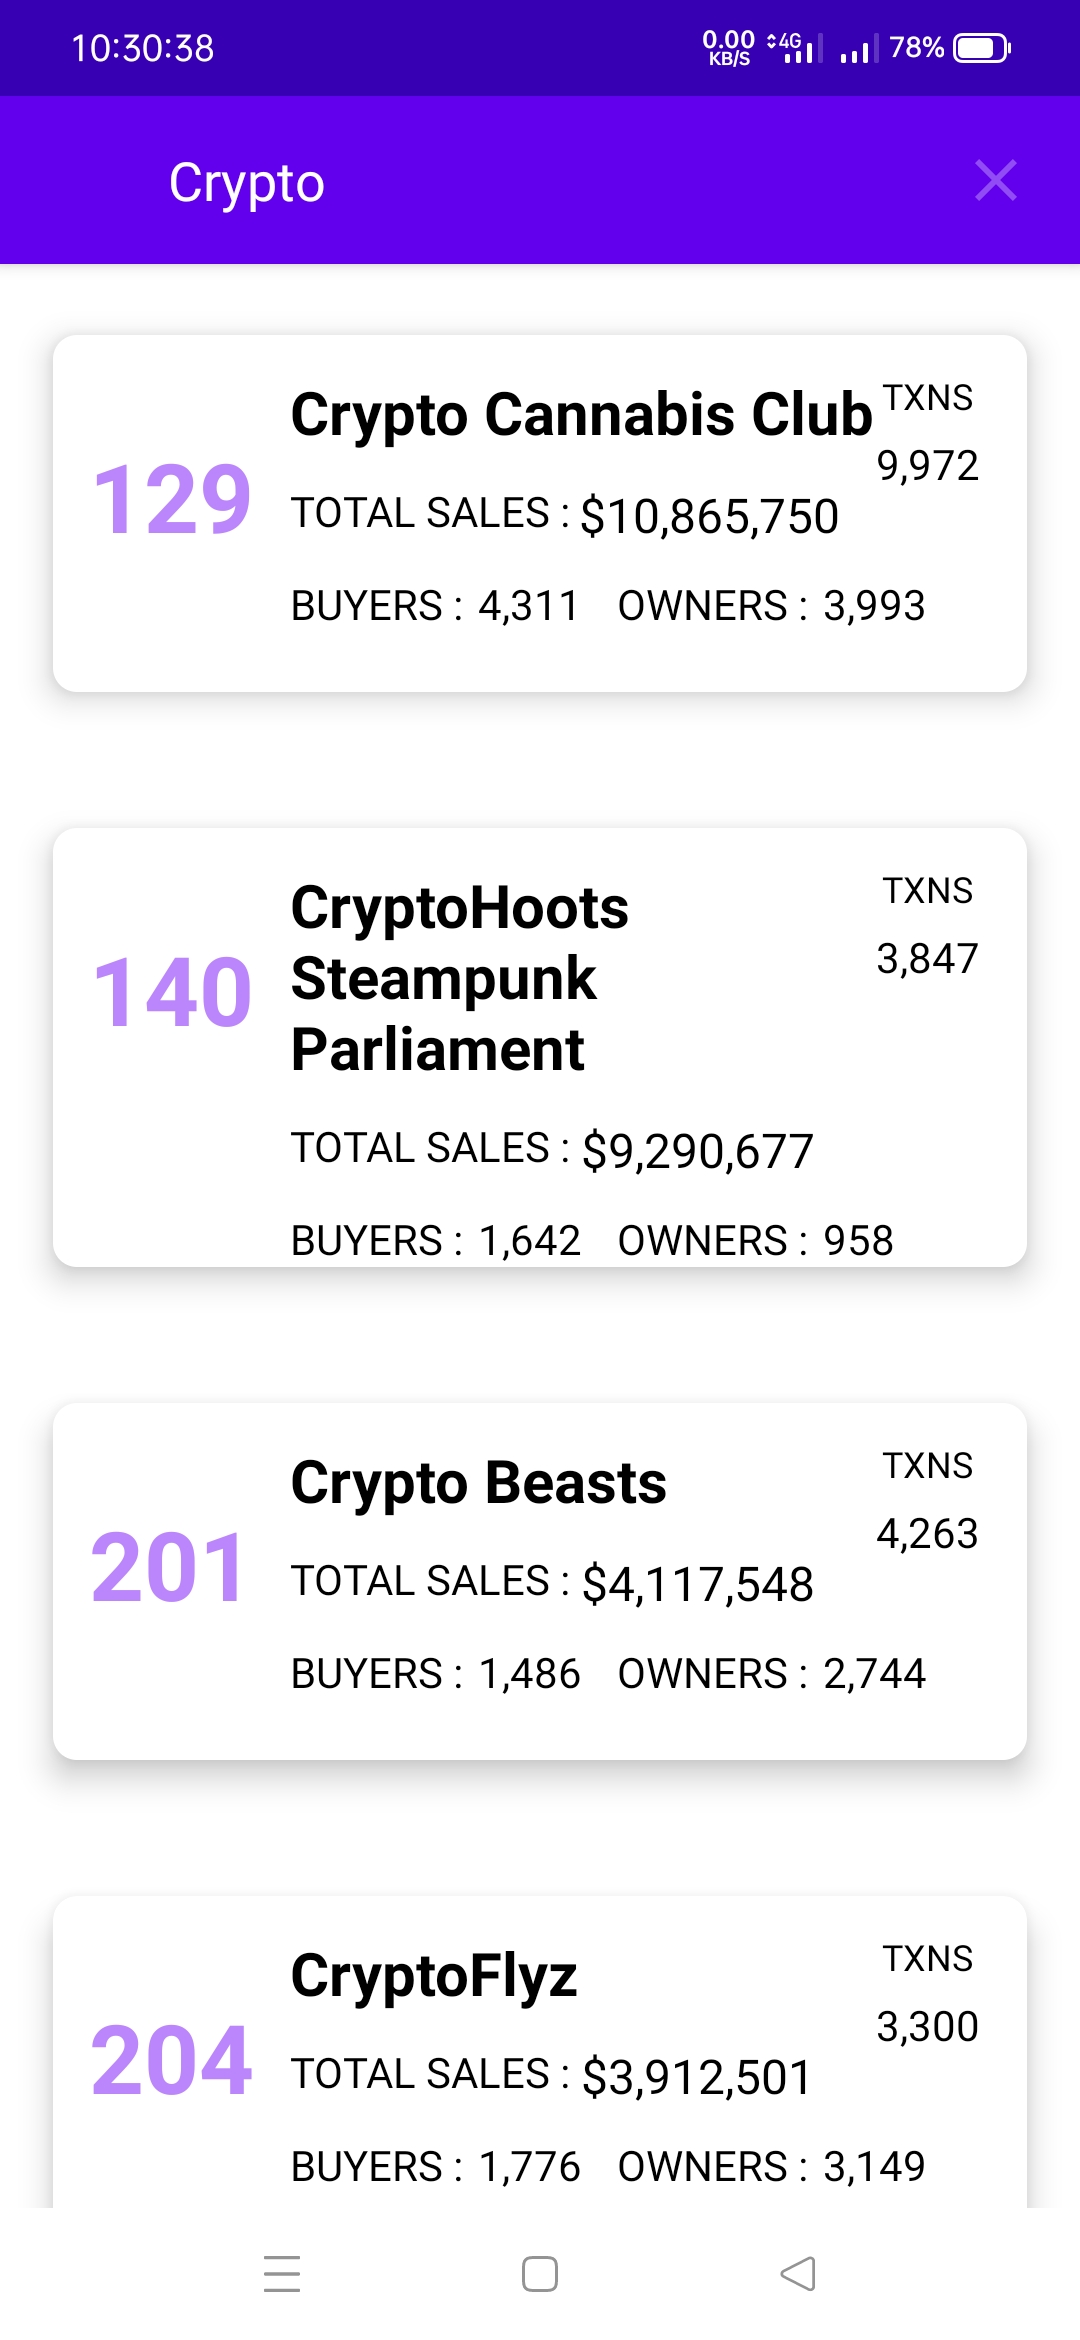 10:30:38 0.00 KB/S 4G 78%
Crypto
129
Crypto Cannabis Club
TXNS
9,972
TOTAL SALES : $10,865,750
BUYERS : 4,311 OWNERS : 3,993
140
CryptoHoots
Steampunk
Parliament
TXNS
3,847
TOTAL SALES : $9,290,677
BUYERS : 1,642 OWNERS : 958
201
Crypto Beasts
TXNS
4,263
TOTAL SALES : $4,117,548
BUYERS : 1,486 OWNERS : 2,744
204
CryptoFlyz
TXNS
3,300
TOTAL SALES : $3,912,501
BUYERS : 1,776 OWNERS : 3,149